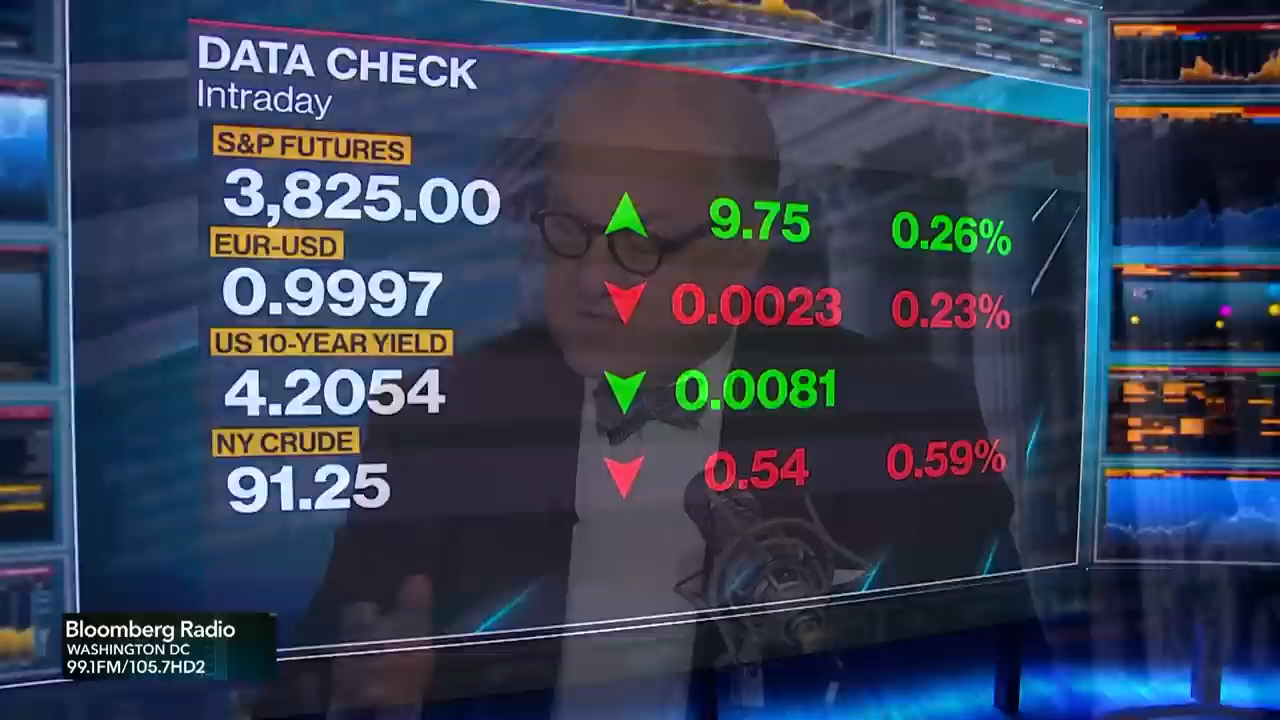 DATA CHECK
Intraday
S&P FUTURES
3,825.00 9.75 0.26%
EUR-USD
0.9997 0.0023 0.23%
US 10-YEAR YIELD
4.2054 0.0081
NY CRUDE
91.25 0.54 0.59%
Bloomberg Radio
WASHINGTON DC
99.1FM/105.7HD2